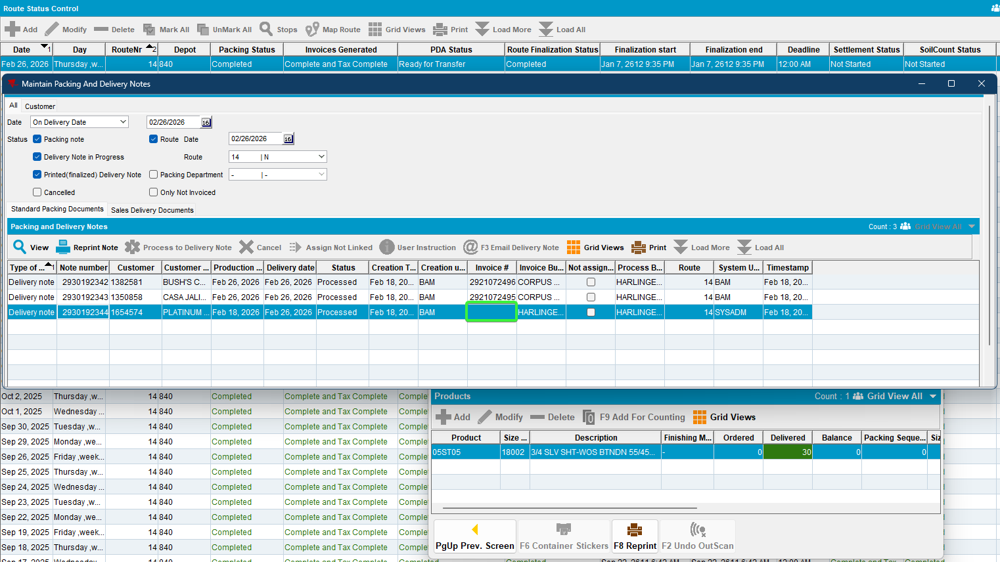 Route Status Control
Add Modify Delete Mark All UnMark All Stops Map Route Grid Views Print Load More Load All
Date 1 Day RouteNr 2 Depot Packing Status Invoices Generated PDA Status Route Finalization Status Finalization start Finalization end Deadline Settlement Status SoilCount Status
Feb 26, 2026 Thursday ,w... 14 840 Completed Complete and Tax Complete Ready for Transfer Completed Jan 7, 2612 9:35 PM Jan 7, 2612 9:35 PM 12:00 AM Not Started Not Started
Maintain Packing And Delivery Notes
All Customer
Date On Delivery Date 02/26/2026 16
Status Packing note Route Date 02/26/2026 16
Delivery Note in Progress Route 14 | N
Printed(finalized) Delivery Note Packing Department - | -
Cancelled Only Not Invoiced
Standard Packing Documents Sales Delivery Documents
Packing and Delivery Notes Count : 3 Grid View All
View Reprint Note Process to Delivery Note Cancel Assign Not Linked User Instruction F3 Email Delivery Note Grid Views Print Load More Load All
Type of ... 1 Note number Customer Customer ... Production ... Delivery date Status Creation T... Creation u... Invoice # Invoice Bu... Not assign... Process B... Route System U... Timestamp
Delivery note 2930192342 1382581 BUSH'S C... Feb 26, 2026 Feb 26, 2026 Processed Feb 18, 20... BAM 2921072496 CORPUS ... HARLINGE... 14 BAM Feb 18, 20...
Delivery note 2930192343 1350858 CASA JALI... Feb 26, 2026 Feb 26, 2026 Processed Feb 18, 20... BAM 2921072495 CORPUS ... HARLINGE... 14 BAM Feb 18, 20...
Delivery note 2930192344 1654574 PLATINUM ... Feb 18, 2026 Feb 26, 2026 Processed Feb 18, 20... BAM HARLINGE... HARLINGE... 14 SYSADM Feb 18, 20...
Oct 2, 2025 Thursday ,w... 14 840 Completed Complete and Tax Complete Comple
Oct 1, 2025 Wednesday ... 14 840 Completed Complete and Tax Complete Comple
Sep 30, 2025 Tuesday ,w... 14 840 Completed Complete and Tax Complete Comple
Sep 29, 2025 Monday ,we... 14 840 Completed Complete and Tax Complete Comple
Sep 26, 2025 Friday ,week... 14 840 Completed Complete and Tax Complete Comple
Sep 25, 2025 Thursday ,w... 14 840 Completed Complete and Tax Complete Comple
Sep 24, 2025 Wednesday ... 14 840 Completed Complete and Tax Complete Comple
Sep 23, 2025 Tuesday ,w... 14 840 Completed Complete and Tax Complete Comple
Sep 22, 2025 Monday ,we... 14 840 Completed Complete and Tax Complete Comple
Sep 19, 2025 Friday ,week... 14 840 Completed Complete and Tax Complete Comple
Sep 18, 2025 Thursday ,w... 14 840 Completed Complete and Tax Complete Comple
Products Count : 1 Grid View All
Add Modify Delete F9 Add For Counting Grid Views
Product Size ... Description Finishing M... Ordered Delivered Balance Packing Seque... Siz
05ST05 18002 3/4 SLV SHT-WOS BTNDN 55/45... - 0 30 0 0
PgUp Prev. Screen F6 Container Stickers F8 Reprint F2 Undo OutScan